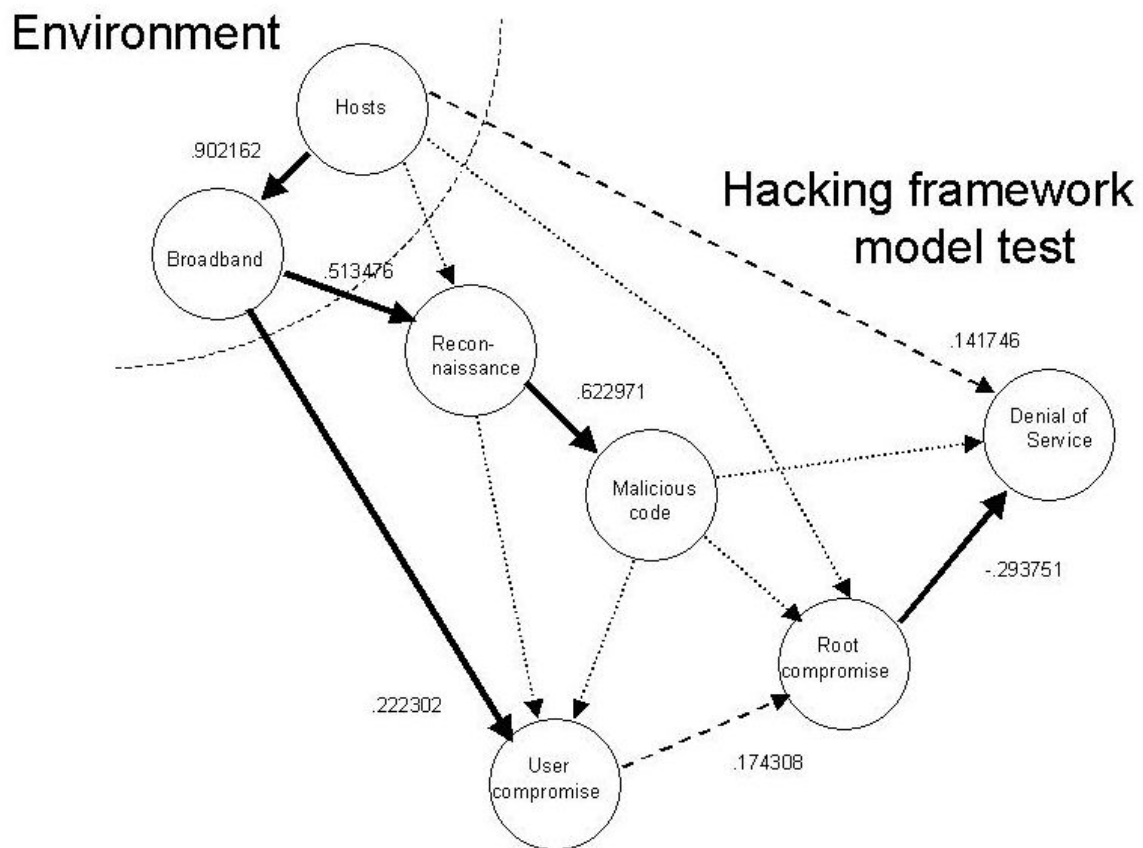 Environment
Hosts
.902162
Hacking framework
model test
Broadband
.513476
Recon-
naissance
.141746
.622971
Denial of
Service
Malicious
code
-.293751
Root
compromise
.222302
.174308
User
compromise